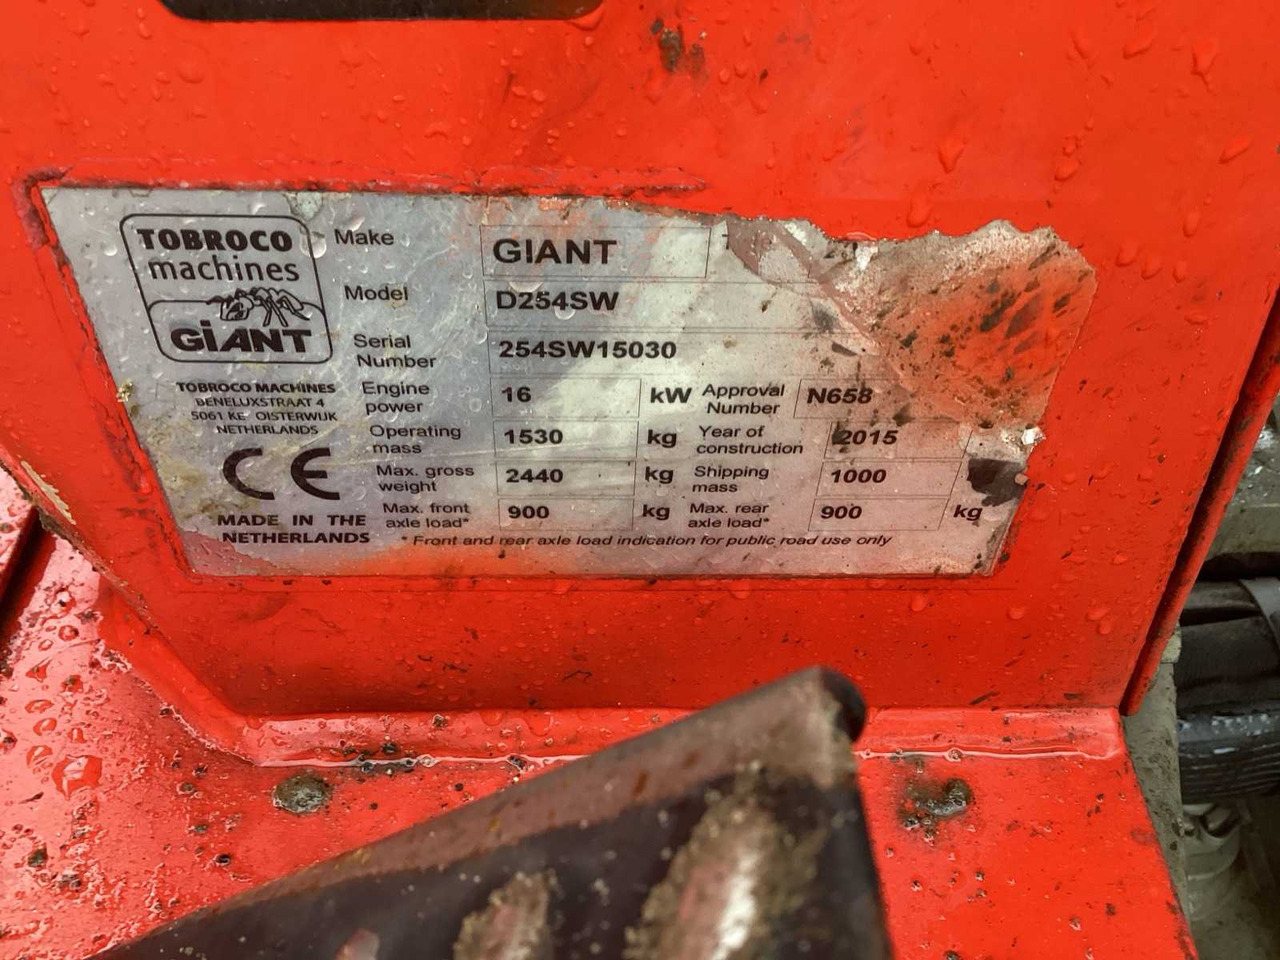 TOBROCO
machines
GiANT
TOBROCO MACHINES
BENELUXSTRAAT 4
5061 KE OISTERWIJK
NETHERLANDS
CE
MADE IN THE
NETHERLANDS
Make GIANT
Model D254SW
Serial Number 254SW15030
Engine power 16 kW Approval Number N658
Operating mass 1530 kg Year of construction 2015
Max. gross weight 2440 kg Shipping mass 1000
Max. front axle load* 900 kg Max. rear axle load* 900 kg
* Front and rear axle load indication for public road use only